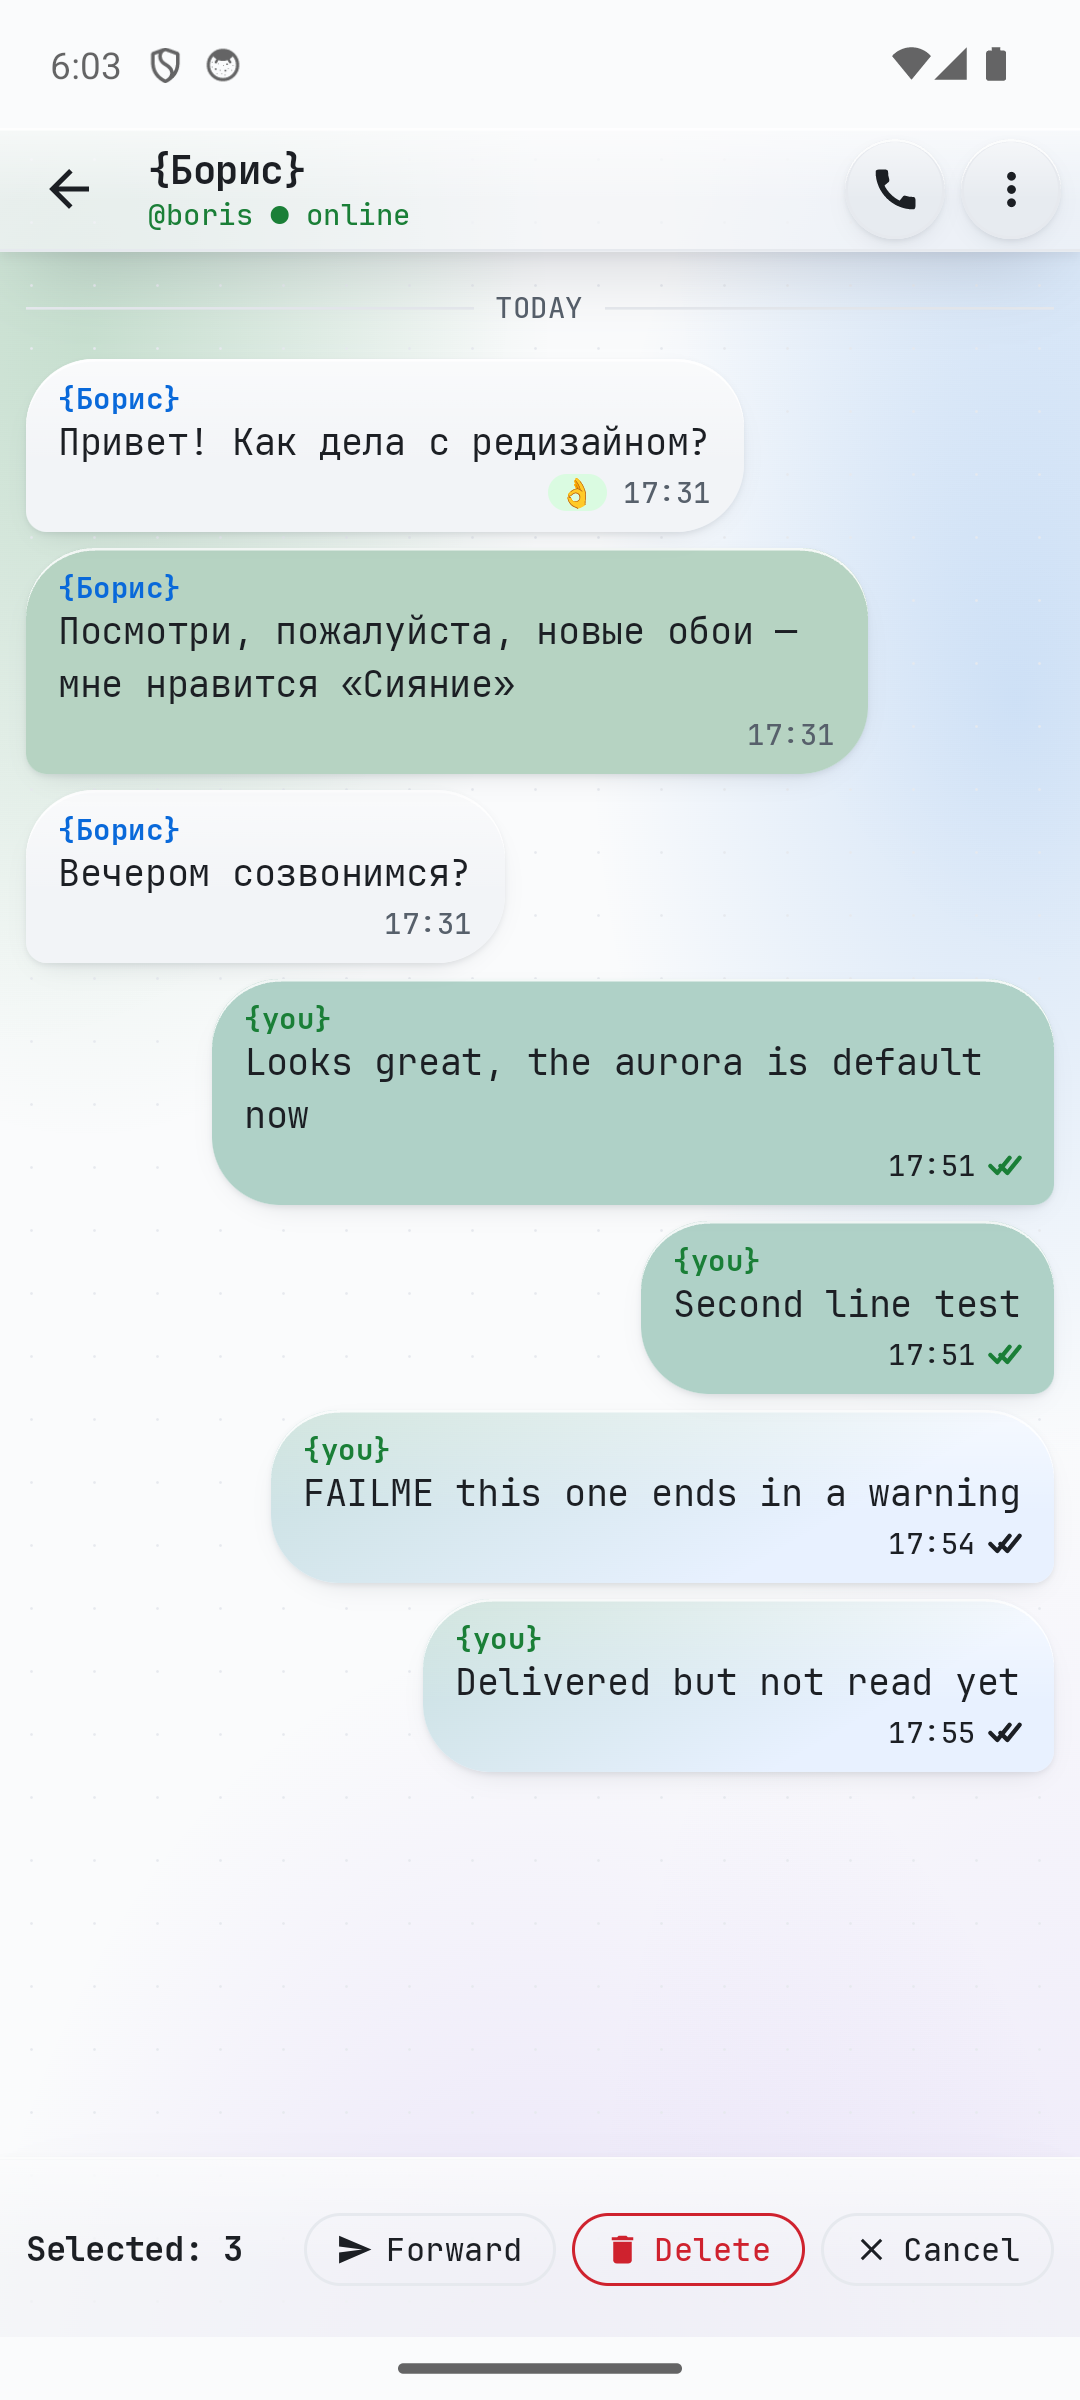 6:03
{Борис}
@boris ● online
TODAY
{Борис}
Привет! Как дела с редизайном?
👌 17:31
{Борис}
Посмотри, пожалуйста, новые обои —
мне нравится «Сияние»
17:31
{Борис}
Вечером созвонимся?
17:31
{you}
Looks great, the aurora is default
now
17:51
{you}
Second line test
17:51
{you}
FAILME this one ends in a warning
17:54
{you}
Delivered but not read yet
17:55
Selected: 3 Forward Delete Cancel